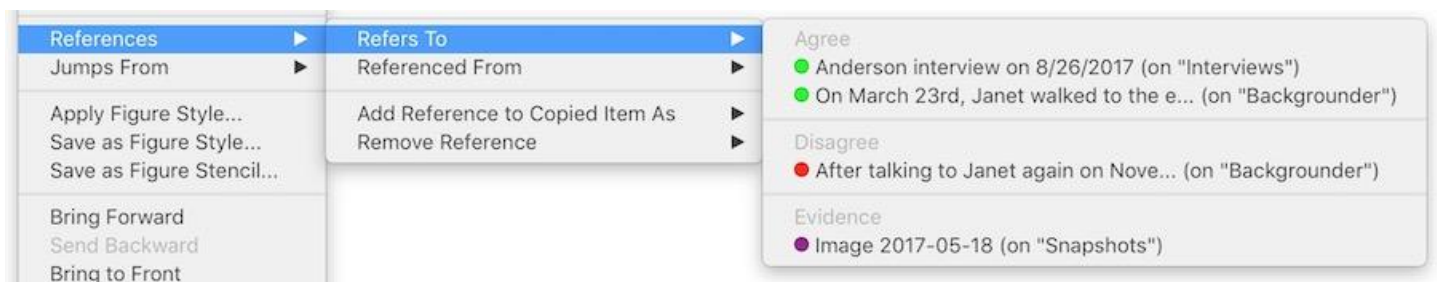 References
Jumps From
Apply Figure Style...
Save as Figure Style...
Save as Figure Stencil...
Bring Forward
Send Backward
Bring to Front
Refers To
Referenced From
Add Reference to Copied Item As
Remove Reference
Agree
Anderson interview on 8/26/2017 (on "Interviews")
On March 23rd, Janet walked to the e... (on "Backgrounder")
Disagree
After talking to Janet again on Nove... (on "Backgrounder")
Evidence
Image 2017-05-18 (on "Snapshots")